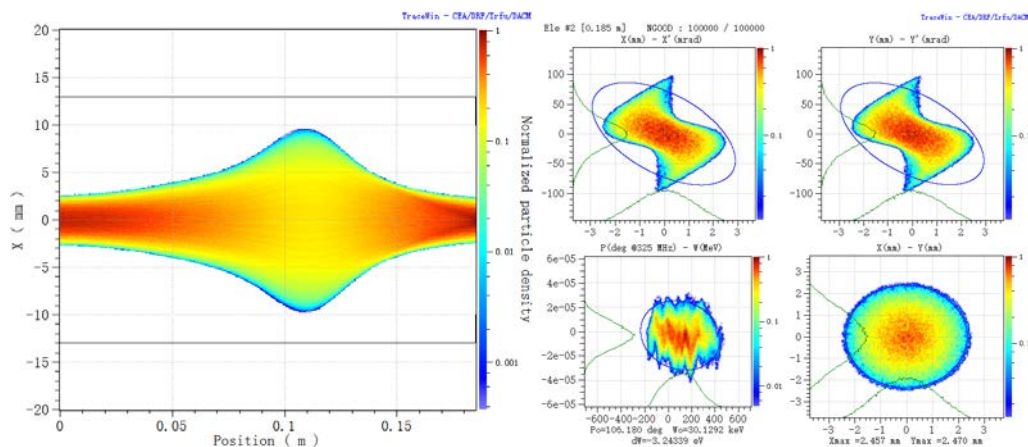 TraceWin - CEA/DRF/Irfu/DACM
20
15
10
5
0
-5
-10
-15
-20
X ( mm )
0
0.05
0.1
0.15
Position ( m )
1
0.1
0.01
0.001
Normalized particle density
TraceWin - CEA/DRF/Irfu/DACM
Ele #2 [0.185 m] NGOOD : 100000 / 100000
X(mm) - X'(mrad)
100
50
0
-50
-100
-3 -2 -1 0 1 2 3
1
0.1
Y(mm) - Y'(mrad)
100
50
0
-50
-100
-3 -2 -1 0 1 2 3
1
0.1
P(deg @325 MHz) - W(MeV)
6e-05
4e-05
2e-05
0
-2e-05
-4e-05
-6e-05
-600 -400 -200 0 200 400 600
Po=106.180 deg Wo=30.1292 keV
dW=-3.24339 eV
1
0.1
0.01
X(mm) - Y(mm)
3
2
1
0
-1
-2
-3
-3 -2 -1 0 1 2 3
Xmax =2.457 mm Ymax =2.470 mm
1
0.1